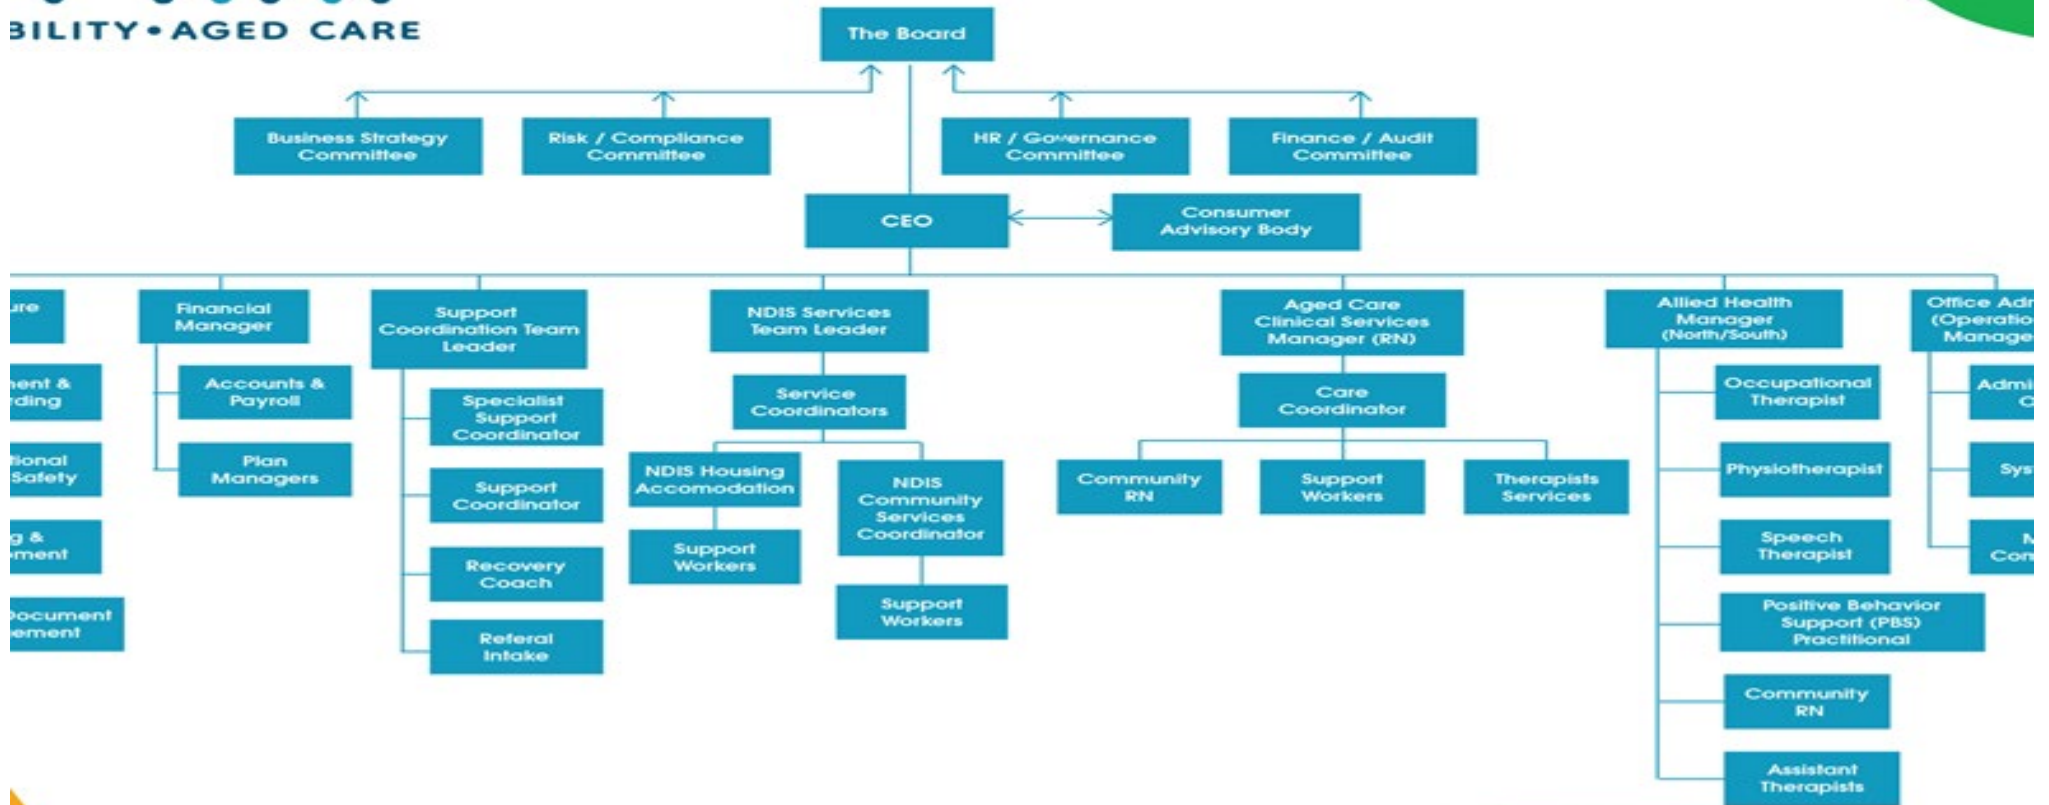 AGED CARE
The Board
Business Strategy
Committee
Risk / Compliance
Committee
HR / Governance
Committee
Finance / Audit
Committee
CEO
Consumer
Advisory Body
Financial
Manager
Accounts &
Payroll
Plan
Managers
Support
Coordination Team
Leader
Specialist
Support
Coordinator
Support
Coordinator
Recovery
Coach
Referal
Intake
NDIS Services
Team Leader
Service
Coordinators
NDIS Housing
Accomodation
Support
Workers
NDIS
Community
Services
Coordinator
Support
Workers
Aged Care
Clinical Services
Manager (RN)
Care
Coordinator
Community
RN
Support
Workers
Therapists
Services
Allied Health
Manager
(North/South)
Occupational
Therapist
Physiotherapist
Speech
Therapist
Positive Behavior
Support (PBS)
Practitional
Community
RN
Assistant
Therapists
Office
&
Safety
&